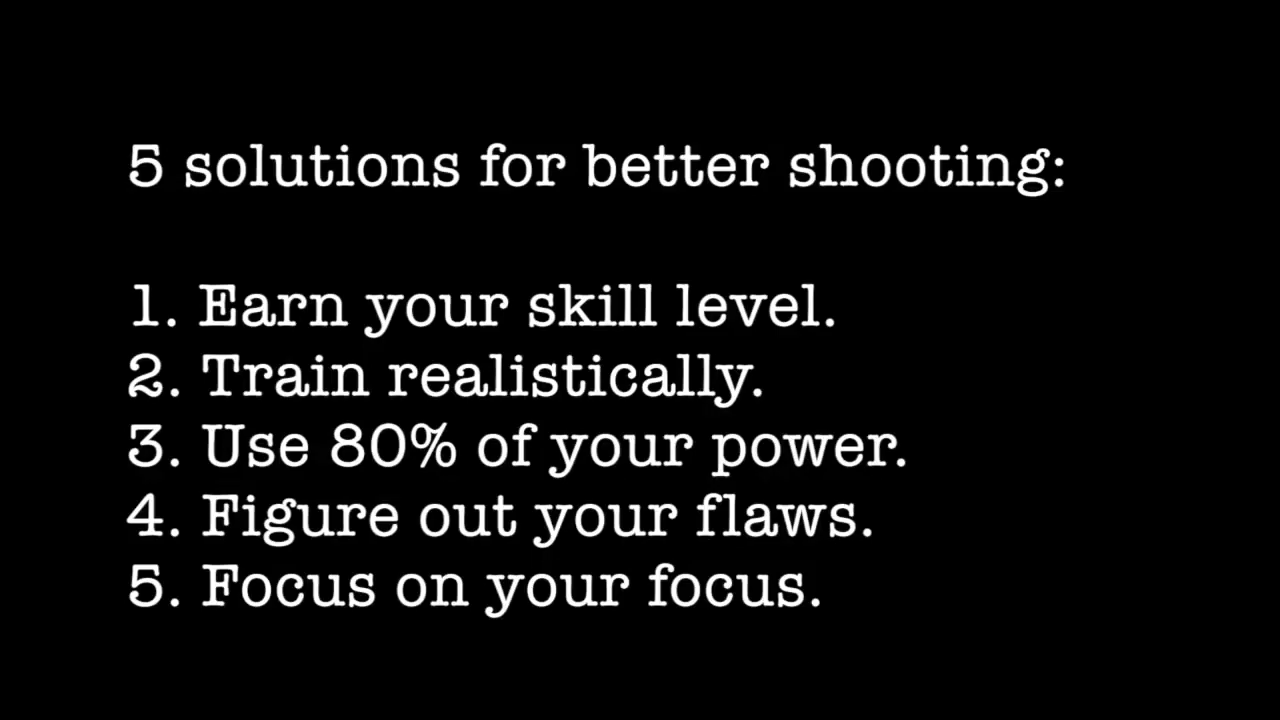 5 solutions for better shooting:
1. Earn your skill level.
2. Train realistically.
3. Use 80% of your power.
4. Figure out your flaws.
5. Focus on your focus.